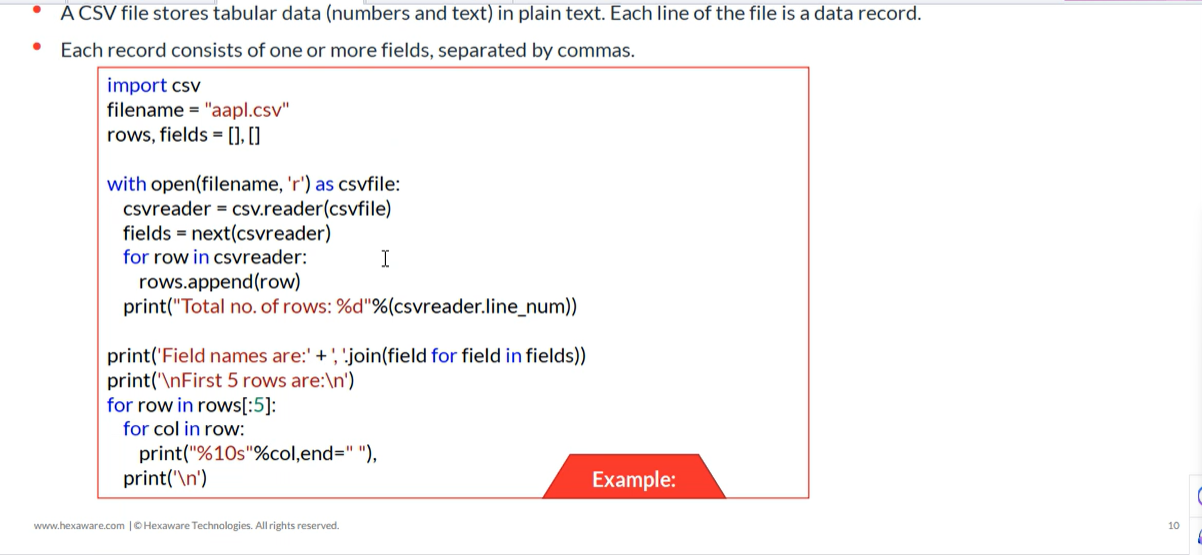 A CSV file stores tabular data (numbers and text) in plain text. Each line of the file is a data record.
Each record consists of one or more fields, separated by commas.
import csv
filename = "aapl.csv"
rows, fields = [], []
with open(filename, 'r') as csvfile:
csvreader = csv.reader(csvfile)
fields = next(csvreader)
for row in csvreader:
rows.append(row)
print("Total no. of rows: %d"%(csvreader.line_num))
print('Field names are:' + ', '.join(field for field in fields))
print('\nFirst 5 rows are:\n')
for row in rows[:5]:
for col in row:
print("%10s"%col,end=" "),
print('\n')
Example:
www.hexaware.com | © Hexaware Technologies. All rights reserved.
10